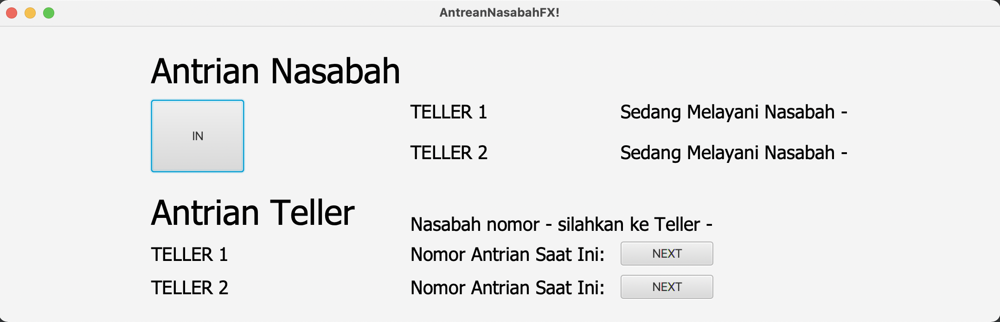 AntreanNasabahFX!
Antrian Nasabah
IN
TELLER 1
Sedang Melayani Nasabah -
TELLER 2
Sedang Melayani Nasabah -
Antrian Teller
Nasabah nomor - silahkan ke Teller -
TELLER 1
Nomor Antrian Saat Ini:
NEXT
TELLER 2
Nomor Antrian Saat Ini:
NEXT